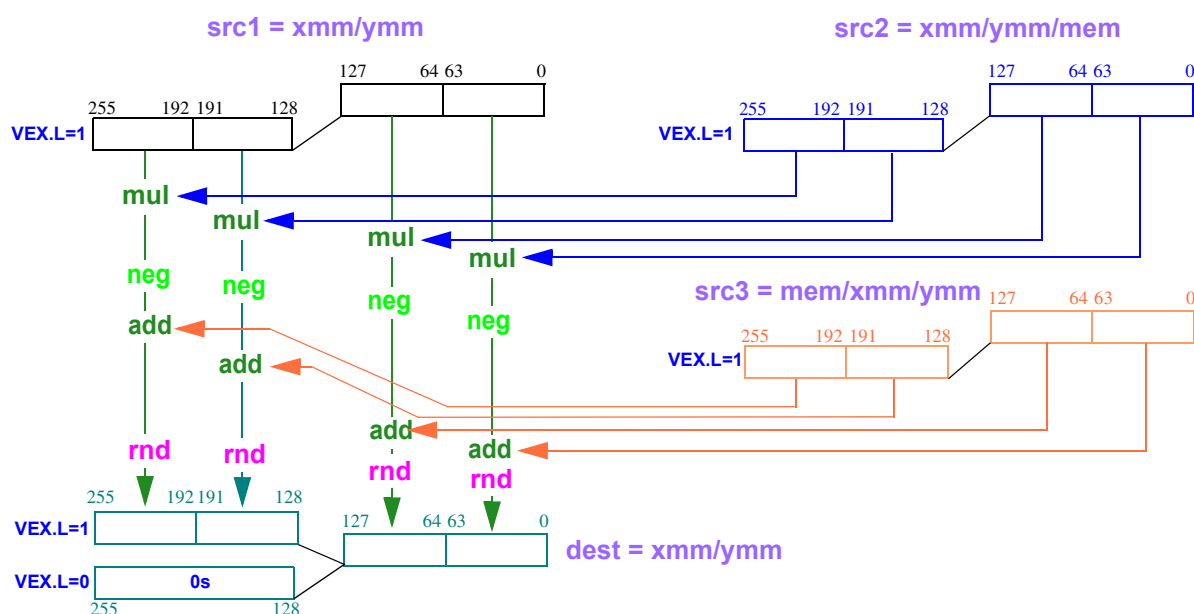 src1 = xmm/ymm
src2 = xmm/ymm/mem
127 64 63 0
127 64 63 0
255 192 191 128
255 192 191 128
VEX.L=1
VEX.L=1
mul
mul
mul
mul
neg
neg
neg
neg
src3 = mem/xmm/ymm
127 64 63 0
add
255 192 191 128
VEX.L=1
add
add
add
rnd
rnd
rnd
rnd
255 192 191 128
127 64 63 0
VEX.L=1
dest = xmm/ymm
VEX.L=0
0s
255 128